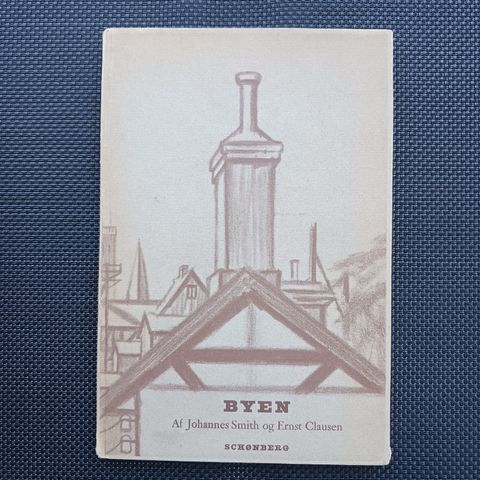 BYEN
Af Johannes Smith og Ernst Clausen
SCHØNBERG